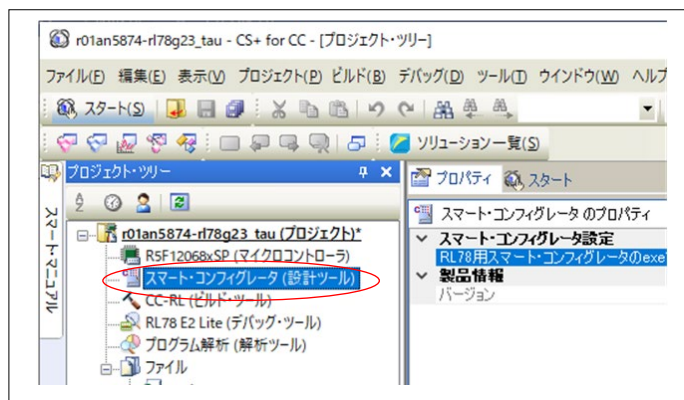 r01an5874-rl78g23_tau - CS+ for CC - [プロジェクト・ツリー]
ファイル(F) 編集(E) 表示(V) プロジェクト(P) ビルド(B) デバッグ(D) ツール(T) ウインドウ(W) ヘルプ
スタート(S)
ソリューション一覧(S)
プロジェクト・ツリー
プロパティ スタート
スマート・マニュアル
スマート・コンフィグレータ のプロパティ
r01an5874-rl78g23_tau (プロジェクト)*
スマート・コンフィグレータ設定
R5F12068xSP (マイクロコントローラ)
RL78用スマート・コンフィグレータのexe
スマート・コンフィグレータ (設計ツール)
製品情報
CC-RL (ビルド・ツール)
バージョン
RL78 E2 Lite (デバッグ・ツール)
プログラム解析 (解析ツール)
ファイル